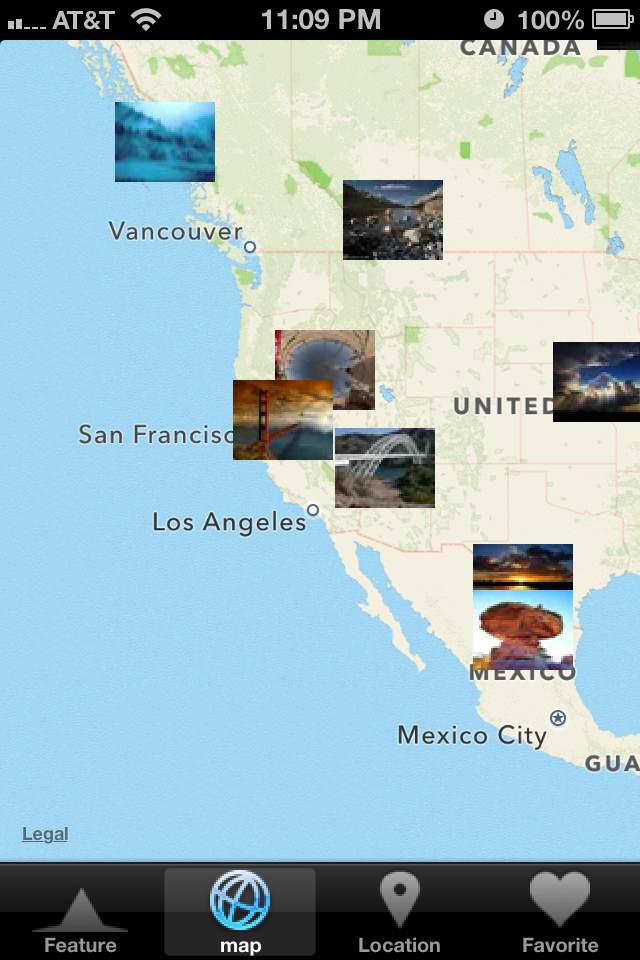 AT&T 11:09 PM 100%
CANADA
Vancouver
UNITED
San Francisc
Los Angeles
MEXICO
Mexico City
GUA
Legal
Feature map Location Favorite